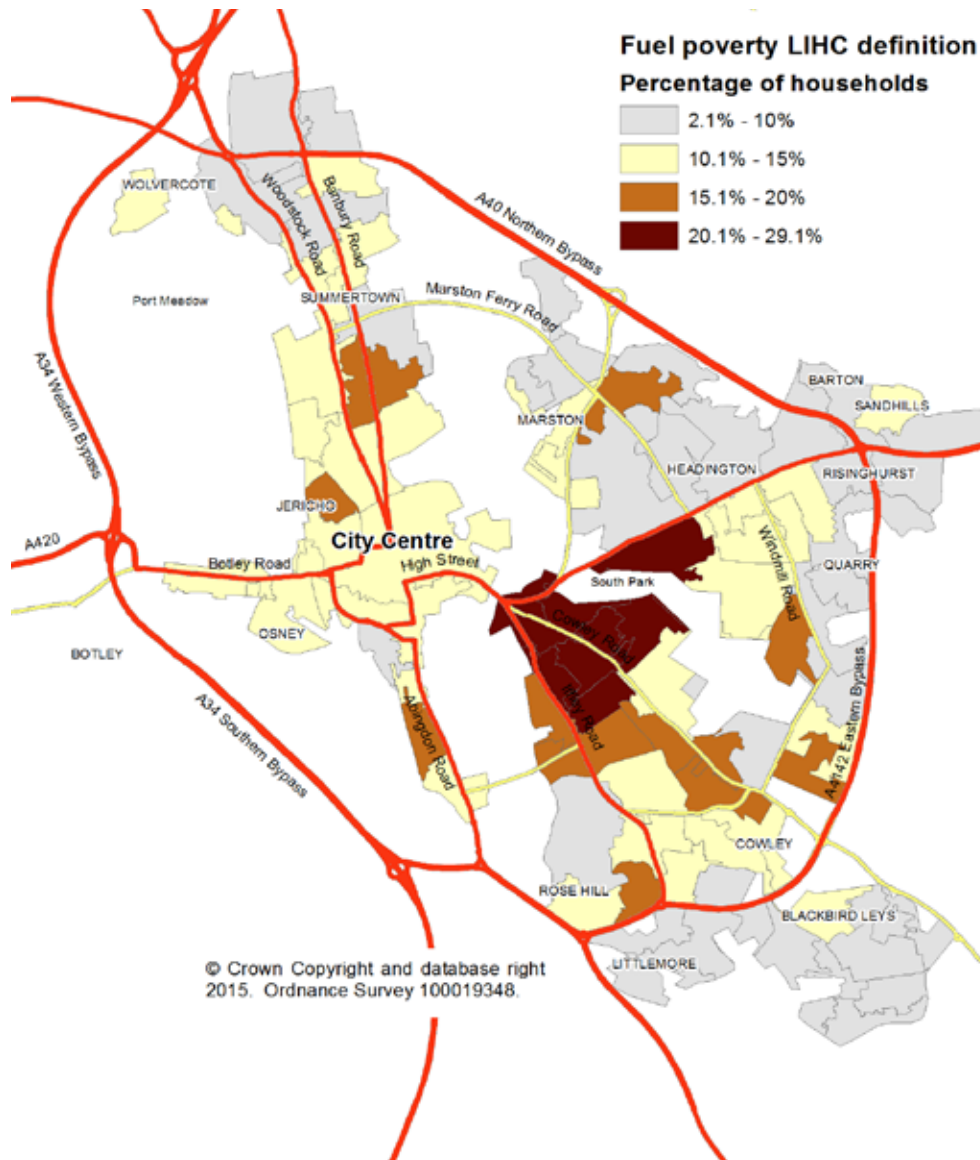 Fuel poverty LIHC definition
Percentage of households
2.1% - 10%
10.1% - 15%
15.1% - 20%
20.1% - 29.1%
WOLVERCOTE
Woodstock Road
Banbury Road
A40 Northern Bypass
Port Meadow
SUMMERTOWN
Marston Ferry Road
A34 Western Bypass
BARTON
SANDHILLS
MARSTON
HEADINGTON
RISINGHURST
JERICHO
A420
City Centre
Botley Road
High Street
South Park
Windmill Road
QUARRY
OSNEY
BOTLEY
Cowley Road
Iffley Road
Abingdon Road
A34 Southern Bypass
A4142 Eastern Bypass
COWLEY
ROSE HILL
BLACKBIRD LEYS
LITTLEMORE
© Crown Copyright and database right
2015. Ordnance Survey 100019348.